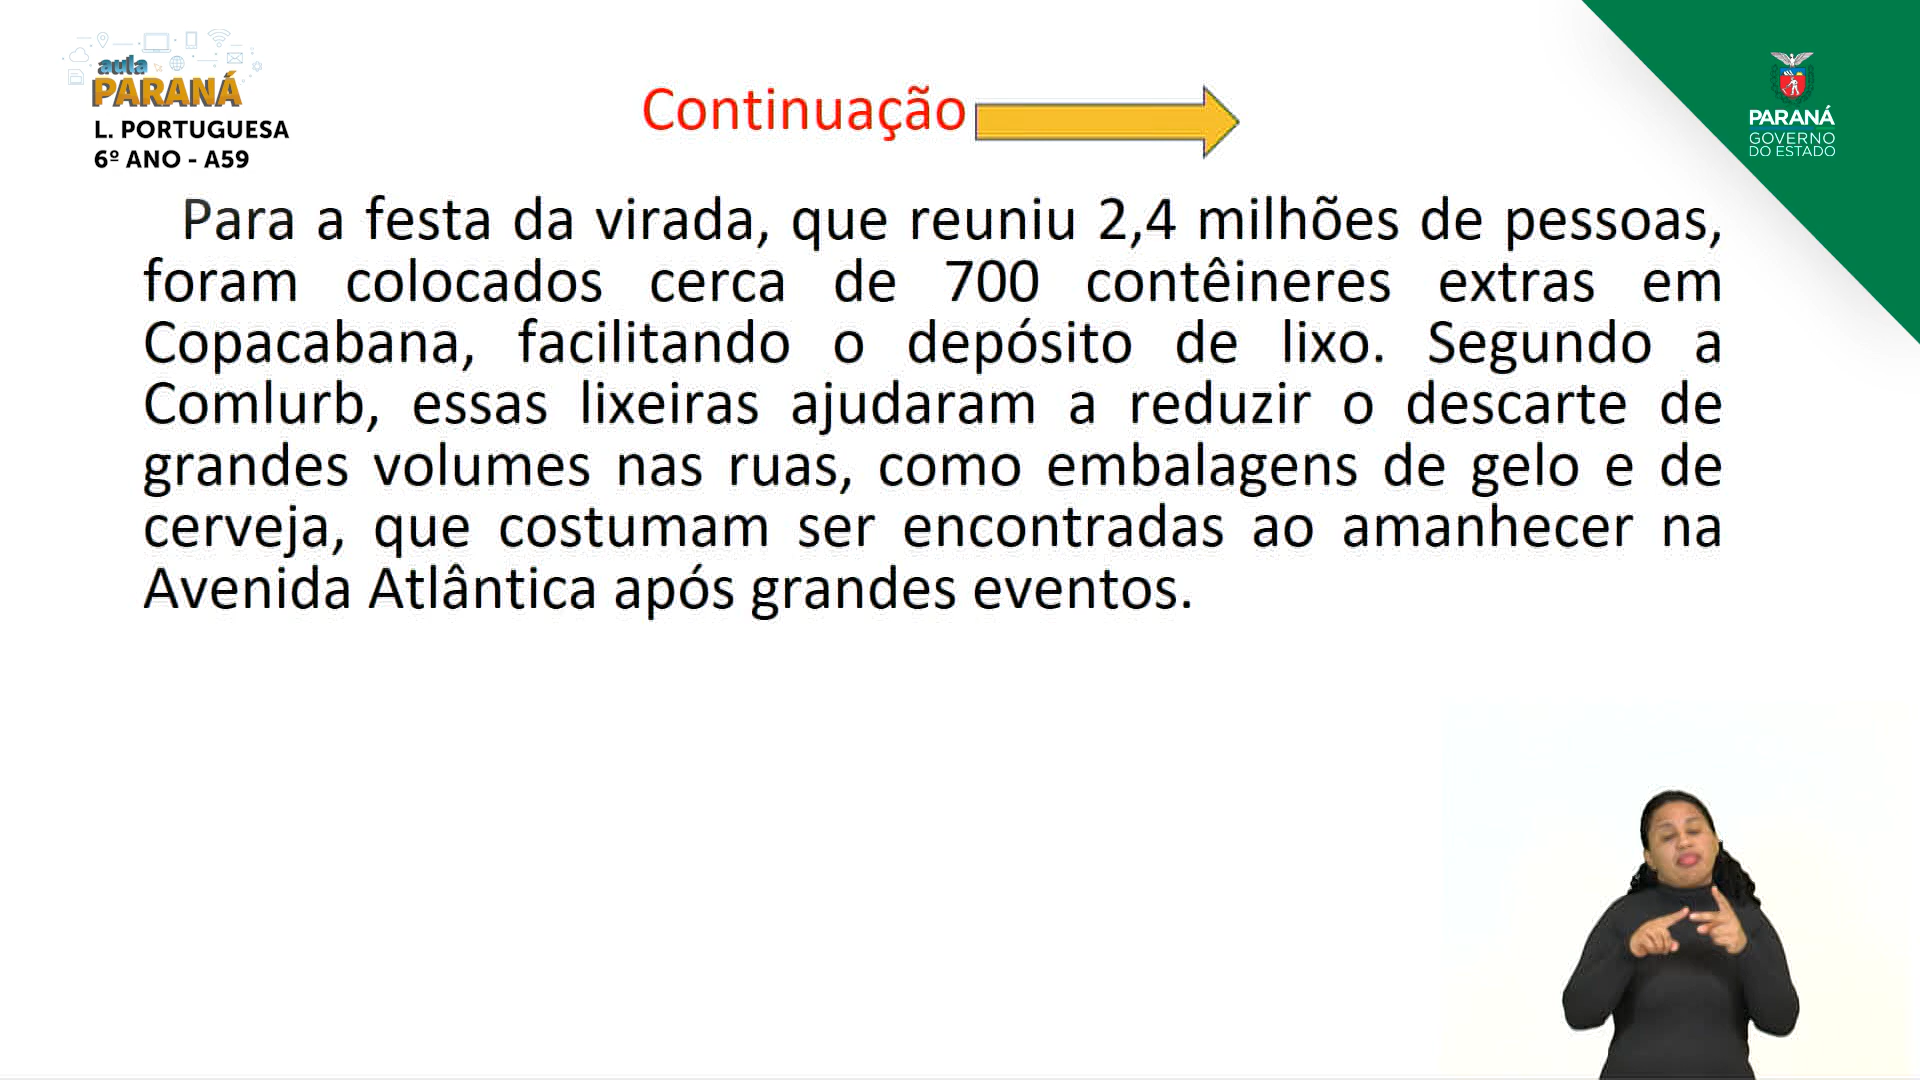 aula
PARANÁ
L. PORTUGUESA
6º ANO - A59
Continuação
PARANÁ
GOVERNO
DO ESTADO
Para a festa da virada, que reuniu 2,4 milhões de pessoas,
foram colocados cerca de 700 contêineres extras em
Copacabana, facilitando o depósito de lixo. Segundo a
Comlurb, essas lixeiras ajudaram a reduzir o descarte de
grandes volumes nas ruas, como embalagens de gelo e de
cerveja, que costumam ser encontradas ao amanhecer na
Avenida Atlântica após grandes eventos.